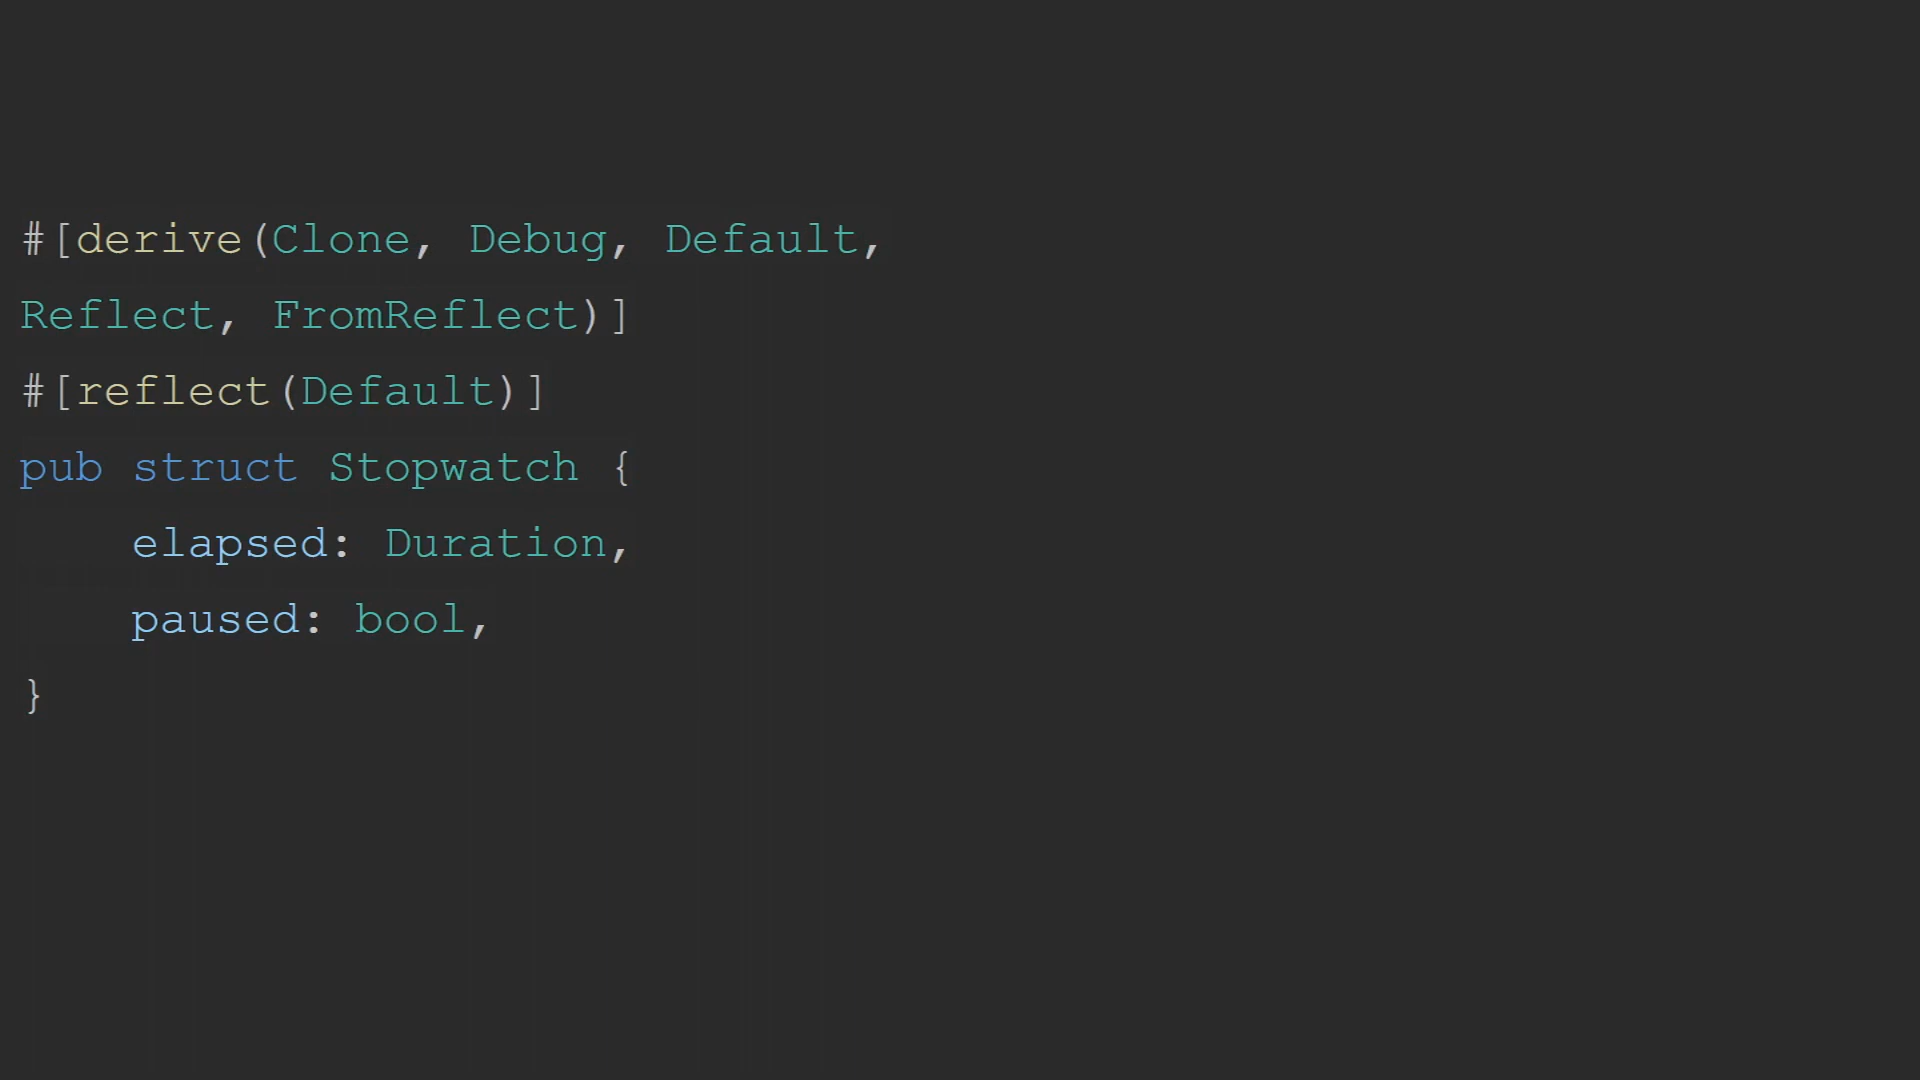 #[derive(Clone, Debug, Default,
Reflect, FromReflect)]
#[reflect(Default)]
pub struct Stopwatch {
    elapsed: Duration,
    paused: bool,
}